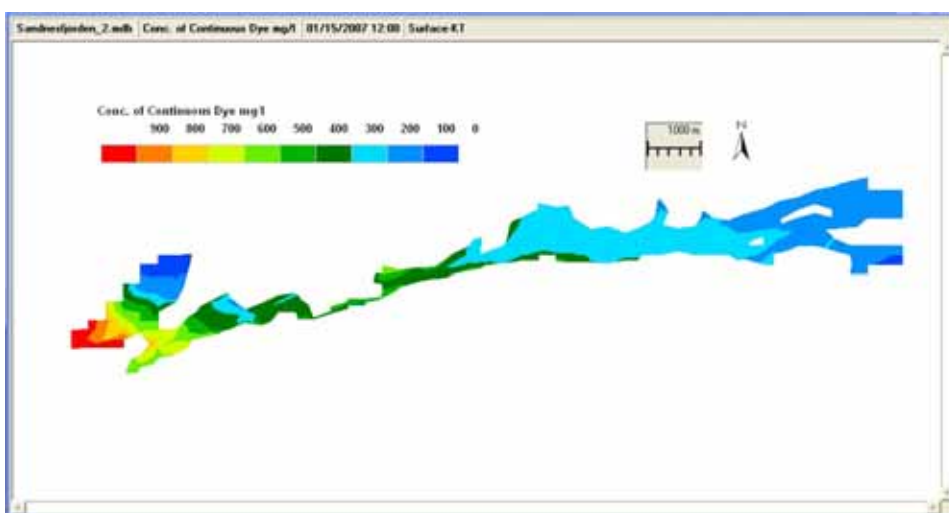 Sandnesfjorden_2.mdb Conc. of Continuous Dye mg/l 01/15/2007 12:00 Surface-KT
Conc. of Continuous Dye mg/l
900 800 700 600 500 400 300 200 100 0
1000 m
N